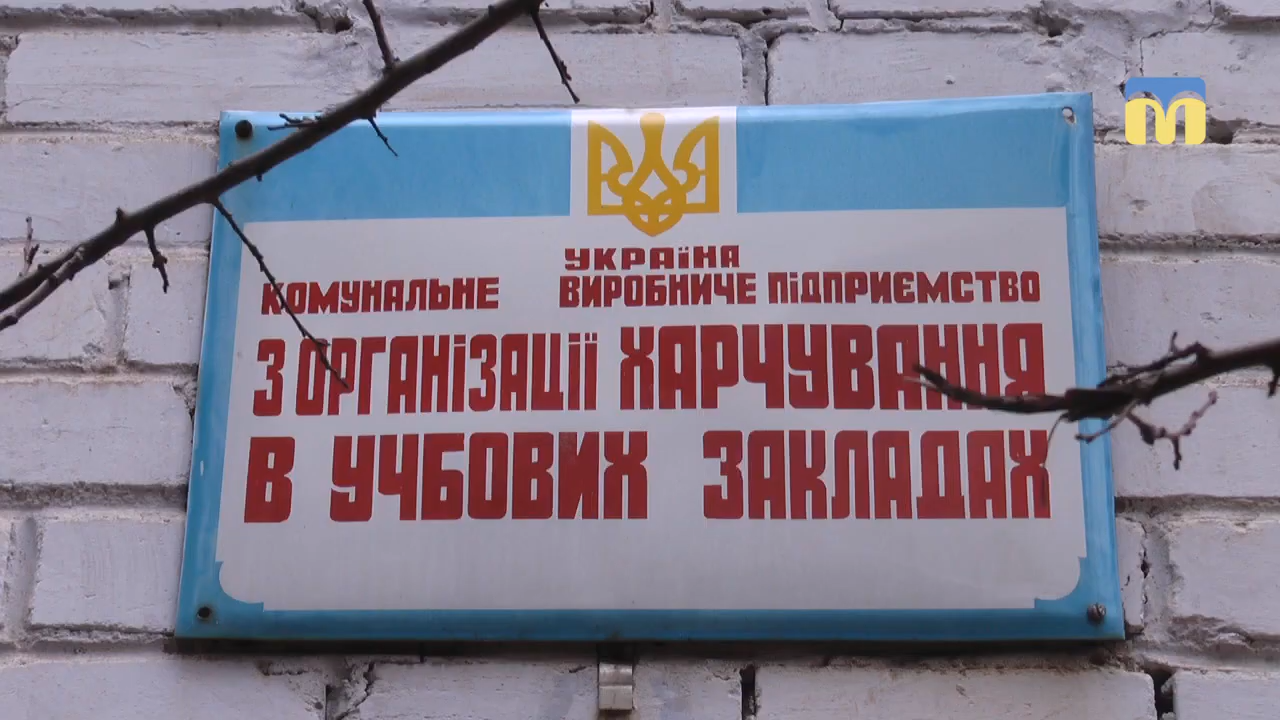 УКРАЇНА
КОМУНАЛЬНЕ ВИРОБНИЧЕ ПІДПРИЄМСТВО
З ОРГАНІЗАЦІЇ ХАРЧУВАННЯ
В УЧБОВИХ ЗАКЛАДАХ